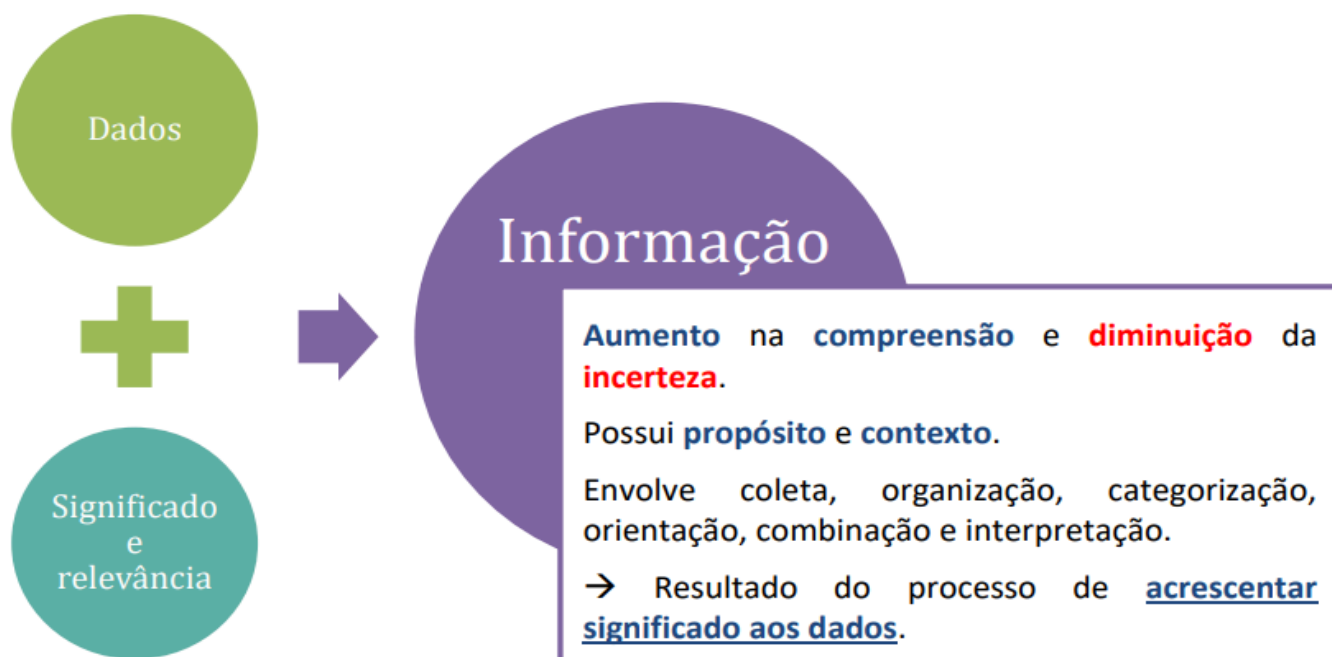 Dados
Significado
e
relevância
Informação
Aumento na compreensão e diminuição da
incerteza.
Possui propósito e contexto.
Envolve coleta, organização, categorização,
orientação, combinação e interpretação.
→ Resultado do processo de acrescentar
significado aos dados.